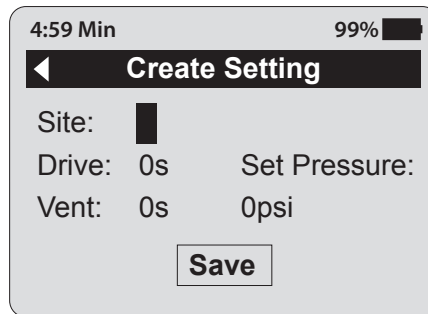 4:59 Min 99%
Create Setting
Site:
Drive: 0s Set Pressure:
Vent: 0s 0psi
Save